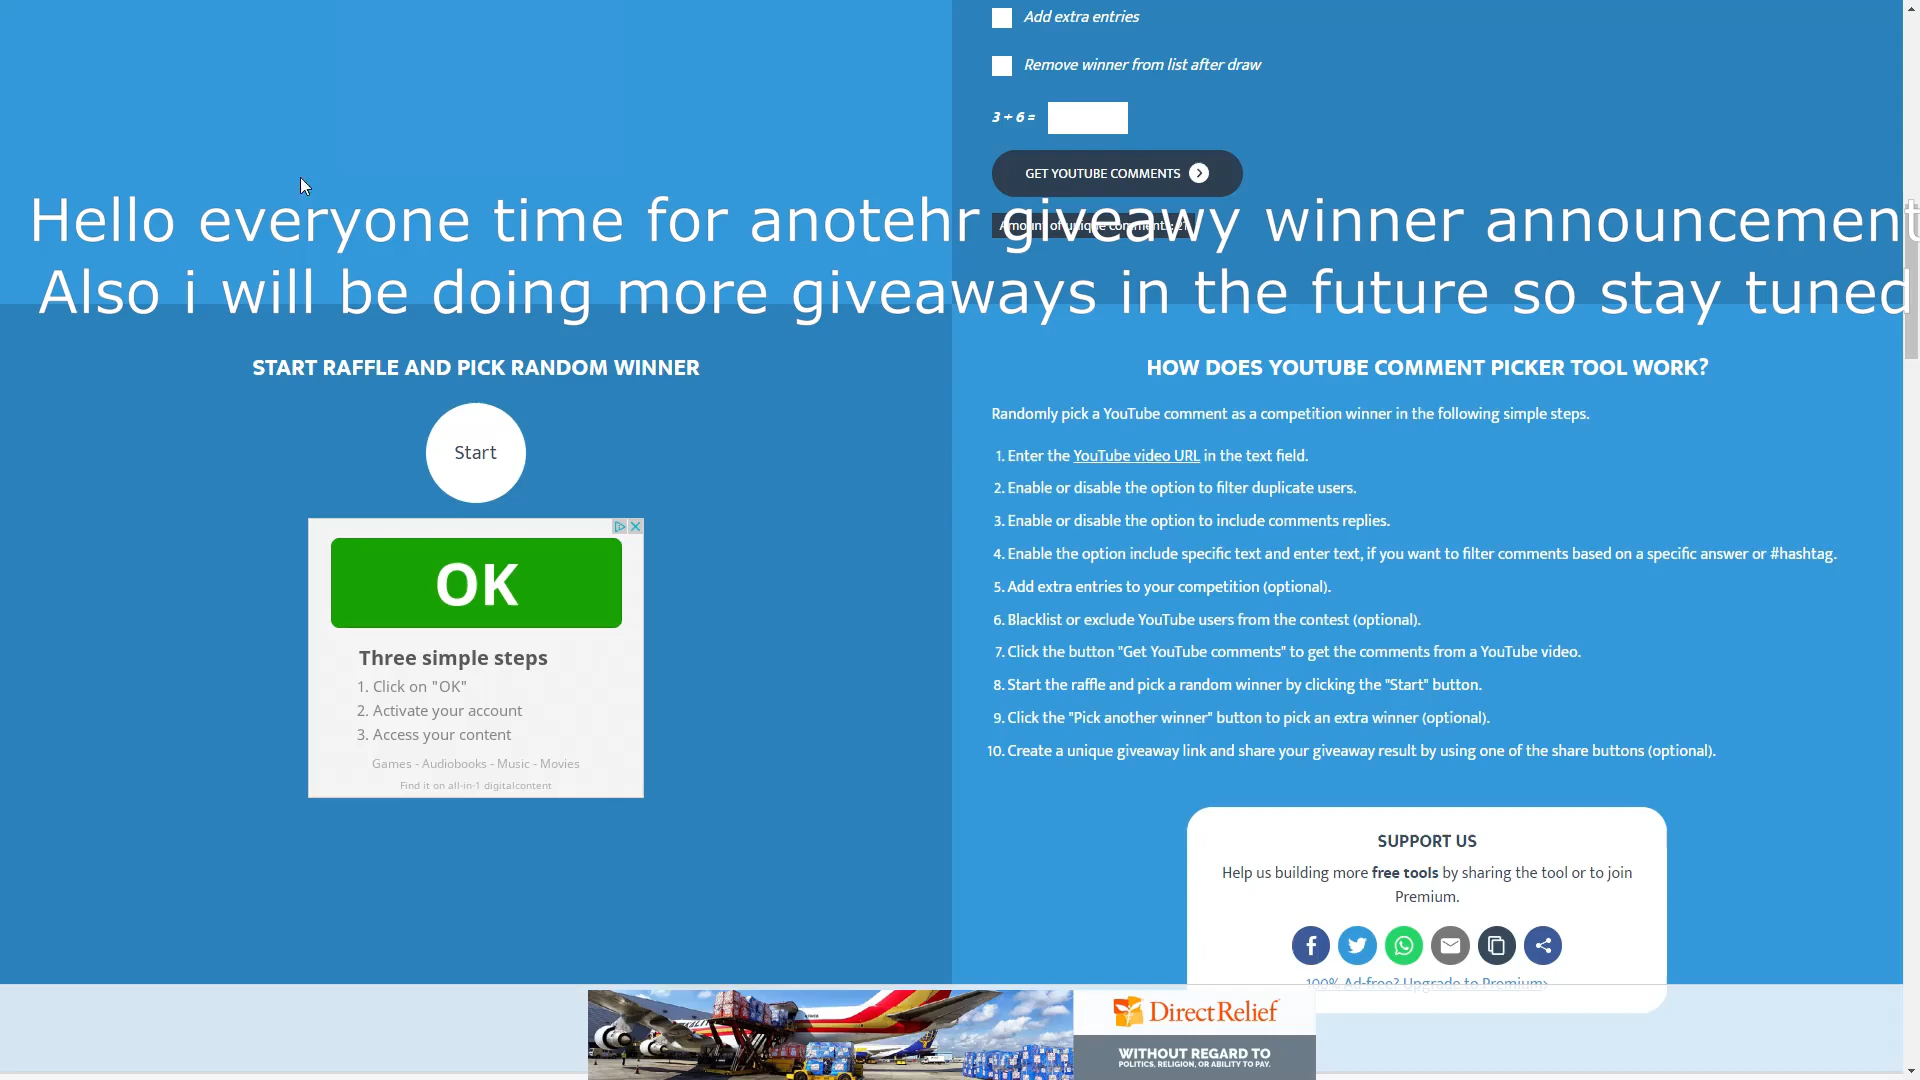 Add extra entries
Remove winner from list after draw
3 + 6 =
GET YOUTUBE COMMENTS
Amount of unique comments: 21
Hello everyone time for anotehr giveawy winner announcement
Also i will be doing more giveaways in the future so stay tuned
START RAFFLE AND PICK RANDOM WINNER
Start
OK
Three simple steps
1. Click on "OK"
2. Activate your account
3. Access your content
Games - Audiobooks - Music - Movies
Find it on all-in-1 digitalcontent
HOW DOES YOUTUBE COMMENT PICKER TOOL WORK?
Randomly pick a YouTube comment as a competition winner in the following simple steps.
1. Enter the YouTube video URL in the text field.
2. Enable or disable the option to filter duplicate users.
3. Enable or disable the option to include comments replies.
4. Enable the option include specific text and enter text, if you want to filter comments based on a specific answer or #hashtag.
5. Add extra entries to your competition (optional).
6. Blacklist or exclude YouTube users from the contest (optional).
7. Click the button "Get YouTube comments" to get the comments from a YouTube video.
8. Start the raffle and pick a random winner by clicking the "Start" button.
9. Click the "Pick another winner" button to pick an extra winner (optional).
10. Create a unique giveaway link and share your giveaway result by using one of the share buttons (optional).
SUPPORT US
Help us building more free tools by sharing the tool or to join
Premium.
100% Ad-free? Upgrade to Premium>
DirectRelief
WITHOUT REGARD TO
POLITICS, RELIGION, OR ABILITY TO PAY.